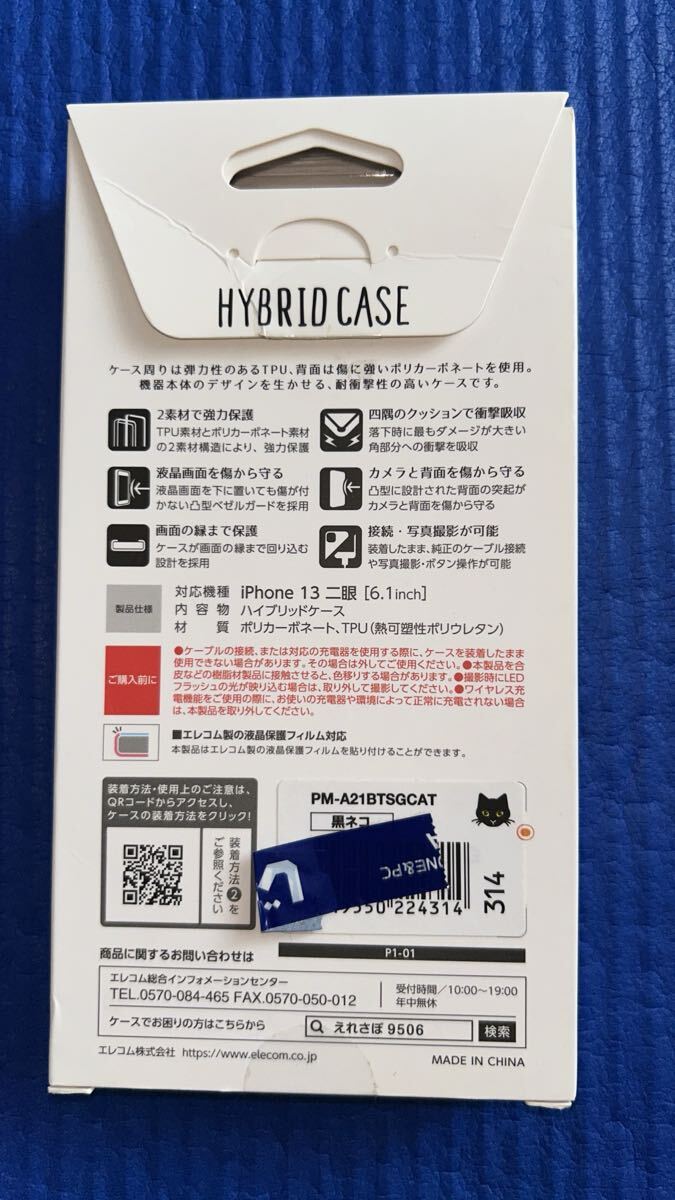 HYBRID CASE
ケース周りは弾力性のあるTPU、背面は傷に強いポリカーボネートを使用。
機器本体のデザインを生かせる、耐衝撃性の高いケースです。
2素材で強力保護
TPU素材とポリカーボネート素材
の2素材構造により、強力保護
四隅のクッションで衝撃吸収
落下時に最もダメージが大きい
角部分への衝撃を吸収
液晶画面を傷から守る
液晶画面を下に置いても傷が付
かない凸型ベゼルガードを採用
カメラと背面を傷から守る
凸型に設計された背面の突起が
カメラと背面を傷から守る
画面の縁まで保護
ケースが画面の縁まで回り込む
設計を採用
接続・写真撮影が可能
装着したまま、純正のケーブル接続
や写真撮影・ボタン操作が可能
製品仕様
対応機種 iPhone 13 二眼 [6.1inch]
内容物 ハイブリッドケース
材質 ポリカーボネート、TPU(熱可塑性ポリウレタン)
ご購入前に
●ケーブルの接続、または対応の充電器を使用する際に、ケースを装着したまま
使用できない場合があります。その場合は外してご使用ください。●本製品を合
皮などの樹脂材製品に接触させると、色移りする場合があります。●撮影時にLED
フラッシュの光が映り込む場合は、取り外して撮影してください。●ワイヤレス充
電機能をご使用の際に、お使いの充電器や環境によって正常に充電されない場合
は、本製品を取り外してください。
■エレコム製の液晶保護フィルム対応
本製品はエレコム製の液晶保護フィルムを貼り付けることができます。
装着方法・使用上のご注意は、
QRコードからアクセスし、
ケースの装着方法をクリック!
装着方法❷を
ご参照ください
PM-A21BTSGCAT
黒ネコ
ONE&PC
224314
314
P1-01
商品に関するお問い合わせは
エレコム総合インフォメーションセンター
TEL.0570-084-465 FAX.0570-050-012
受付時間/10:00〜19:00
年中無休
ケースでお困りの方はこちらから
えれさぽ 9506
検索
エレコム株式会社 https://www.elecom.co.jp
MADE IN CHINA